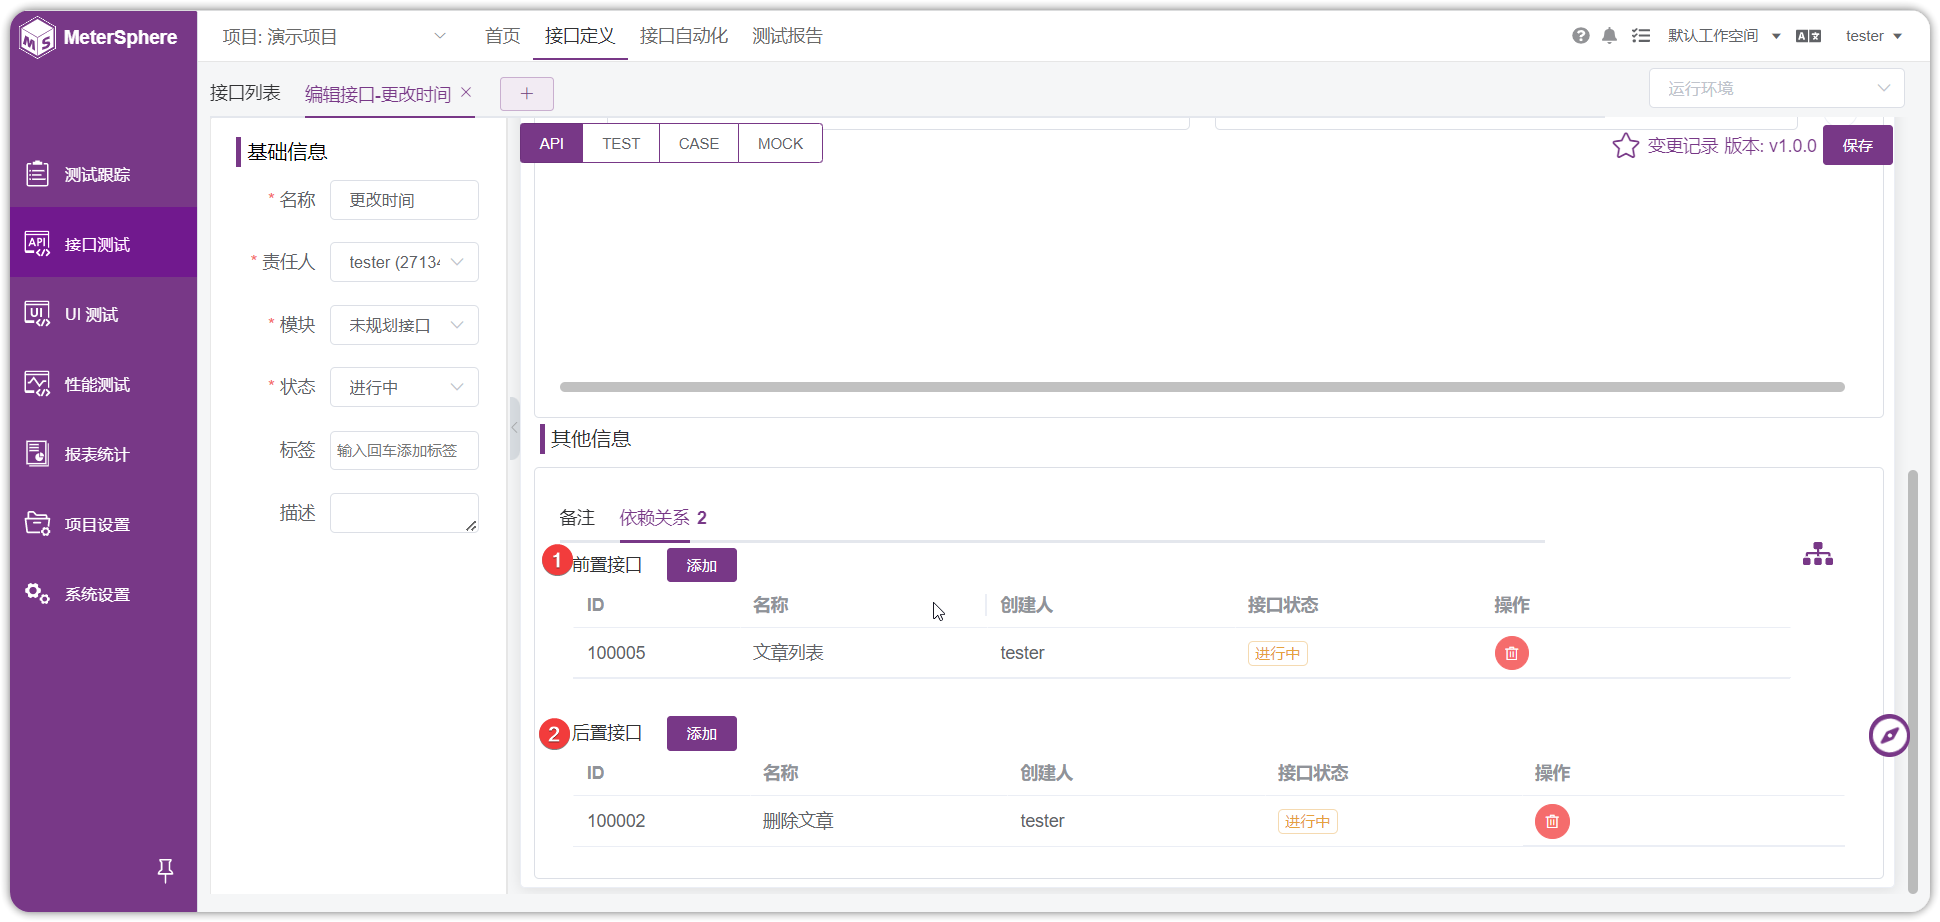 MeterSphere
项目: 演示项目
首页
接口定义
接口自动化
测试报告
默认工作空间
tester
接口列表
编辑接口-更改时间
运行环境
测试跟踪
API 接口测试
UI UI 测试
性能测试
报表统计
项目设置
系统设置
基础信息
* 名称 更改时间
* 责任人 tester (27134
* 模块 未规划接口
* 状态 进行中
标签 输入回车添加标签
描述
API TEST CASE MOCK
变更记录 版本: v1.0.0 保存
其他信息
备注 依赖关系 2
1 前置接口 添加
ID 名称 创建人 接口状态 操作
100005 文章列表 tester 进行中
2 后置接口 添加
ID 名称 创建人 接口状态 操作
100002 删除文章 tester 进行中